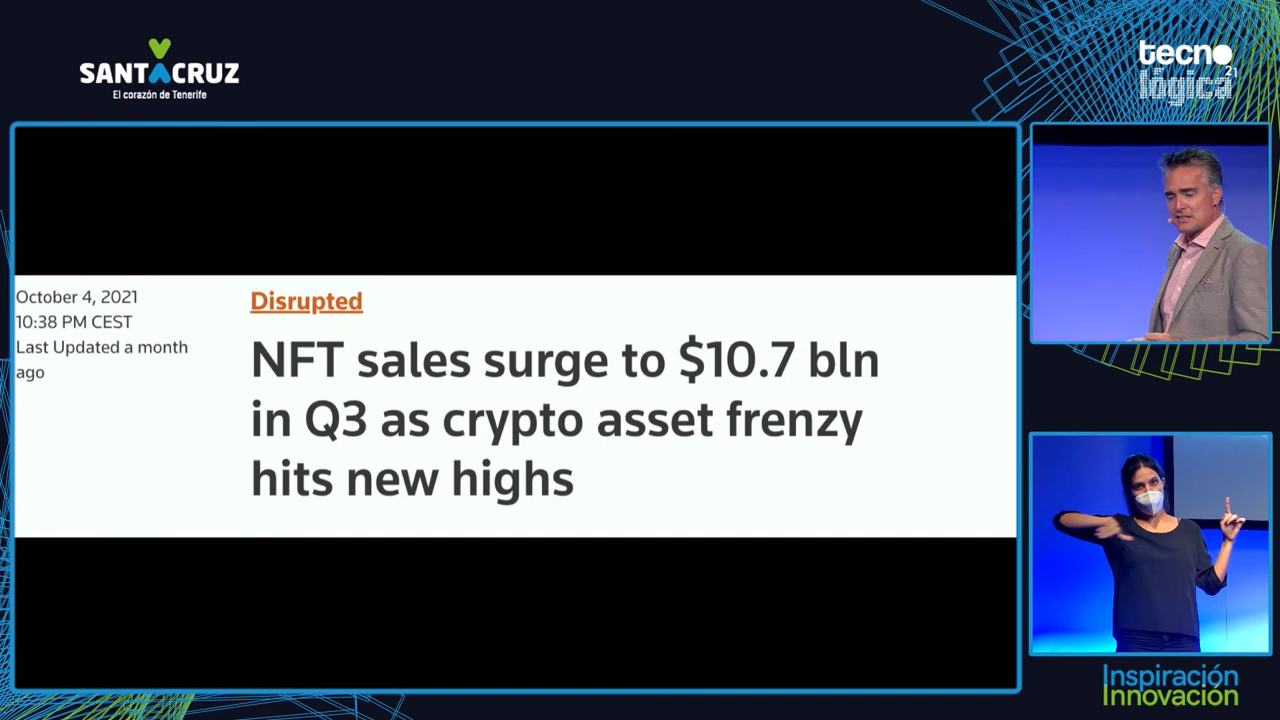 SANTACRUZ
El corazón de Tenerife
tecno
lógica
21
October 4, 2021
10:38 PM CEST
Last Updated a month
ago
Disrupted
NFT sales surge to $10.7 bln
in Q3 as crypto asset frenzy
hits new highs
Inspiración
Innovación